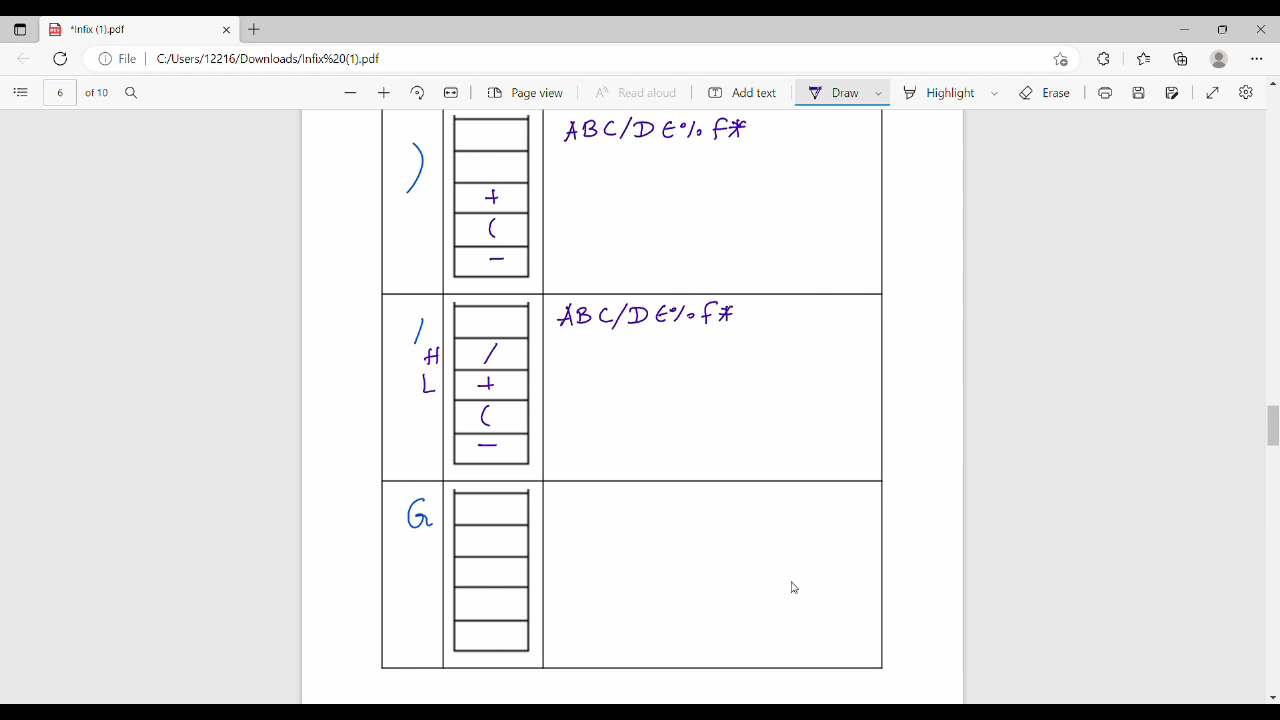 *Infix (1).pdf
File C:/Users/12216/Downloads/Infix%20(1).pdf
6 of 10 Page view Read aloud Add text Draw Highlight Erase
ABC/DE%F*
)
+
(
-
ABC/DE%F*
/
H /
L +
(
-
G